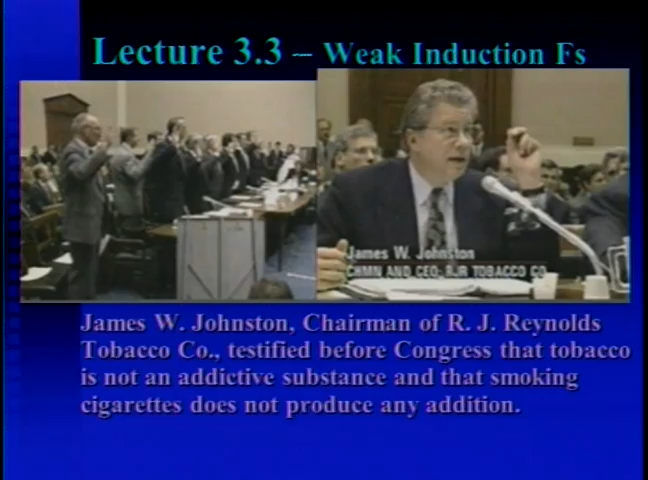 Lecture 3.3 – Weak Induction Fs
James W. Johnston
CHMN AND CEO, RJR TOBACCO CO
James W. Johnston, Chairman of R. J. Reynolds
Tobacco Co., testified before Congress that tobacco
is not an addictive substance and that smoking
cigarettes does not produce any addition.